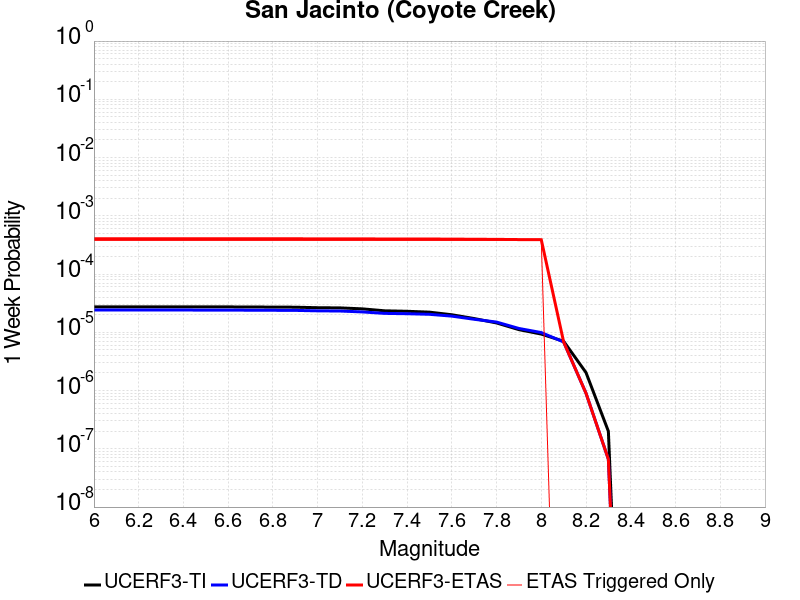 San Jacinto (Coyote Creek)
10^0
10^-1
10^-2
10^-3
10^-4
10^-5
10^-6
10^-7
10^-8
1 Week Probability
6 6.2 6.4 6.6 6.8 7 7.2 7.4 7.6 7.8 8 8.2 8.4 8.6 8.8 9
Magnitude
UCERF3-TI UCERF3-TD UCERF3-ETAS ETAS Triggered Only